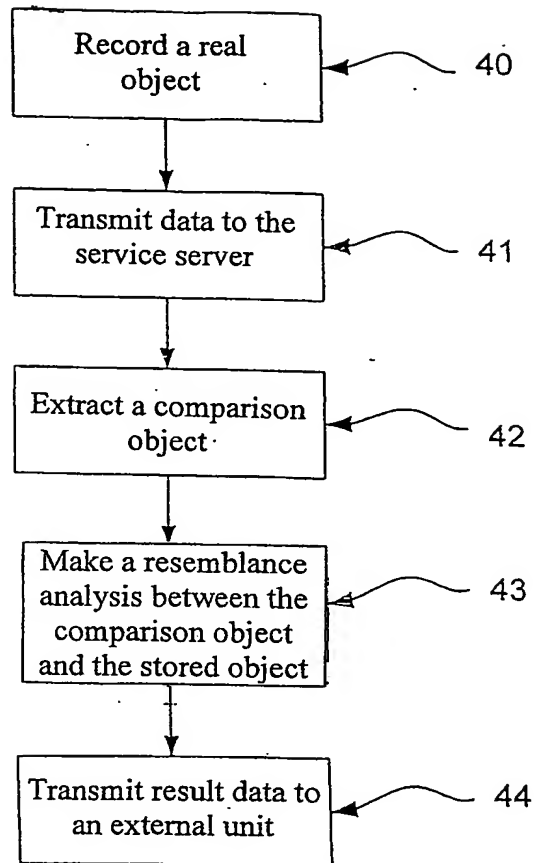 Record a real
object
40
Transmit data to the
service server
41
Extract a comparison
object
42
Make a resemblance
analysis between the
comparison object
and the stored object
43
Transmit result data to
an external unit
44